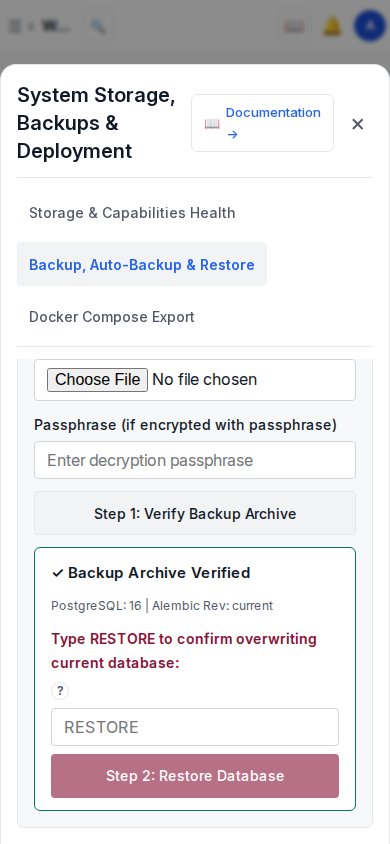 W...
System Storage,
Backups &
Deployment
Documentation
→
Storage & Capabilities Health
Backup, Auto-Backup & Restore
Docker Compose Export
Choose File No file chosen
Passphrase (if encrypted with passphrase)
Enter decryption passphrase
Step 1: Verify Backup Archive
✓ Backup Archive Verified
PostgreSQL: 16 | Alembic Rev: current
Type RESTORE to confirm overwriting
current database:
?
RESTORE
Step 2: Restore Database